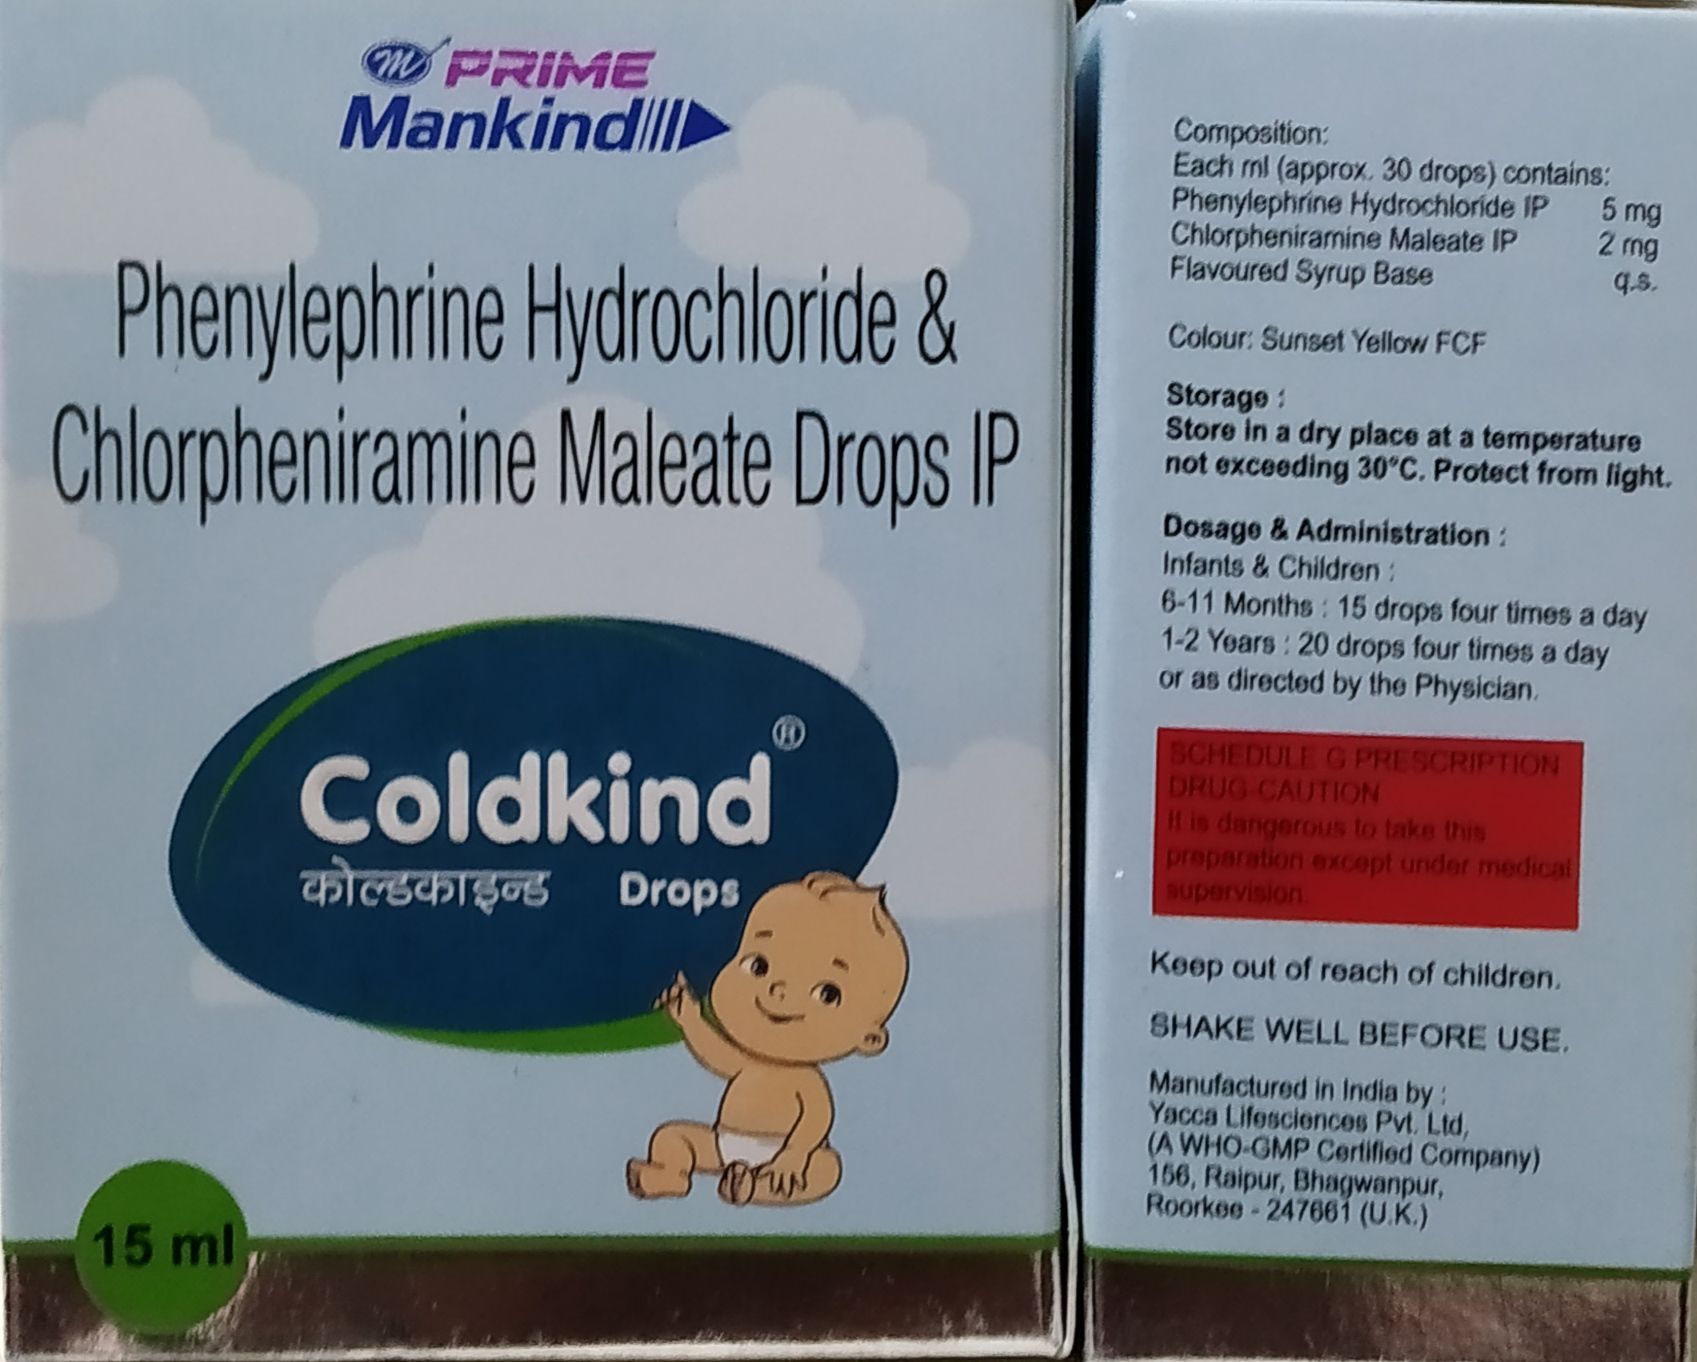 PRIME
Mankind
Phenylephrine Hydrochloride &
Chlorpheniramine Maleate Drops IP
Coldkind®
कोल्डकाइन्ड Drops
15 ml
Composition:
Each ml (approx. 30 drops) contains:
Phenylephrine Hydrochloride IP 5 mg
Chlorpheniramine Maleate IP 2 mg
Flavoured Syrup Base q.s.
Colour: Sunset Yellow FCF
Storage :
Store in a dry place at a temperature
not exceeding 30°C. Protect from light.
Dosage & Administration :
Infants & Children :
6-11 Months : 15 drops four times a day
1-2 Years : 20 drops four times a day
or as directed by the Physician.
SCHEDULE G PRESCRIPTION
DRUG-CAUTION
It is dangerous to take this
preparation except under medical
supervision.
Keep out of reach of children.
SHAKE WELL BEFORE USE.
Manufactured in India by :
Yacca Lifesciences Pvt. Ltd,
(A WHO-GMP Certified Company)
156, Raipur, Bhagwanpur,
Roorkee - 247661 (U.K.)